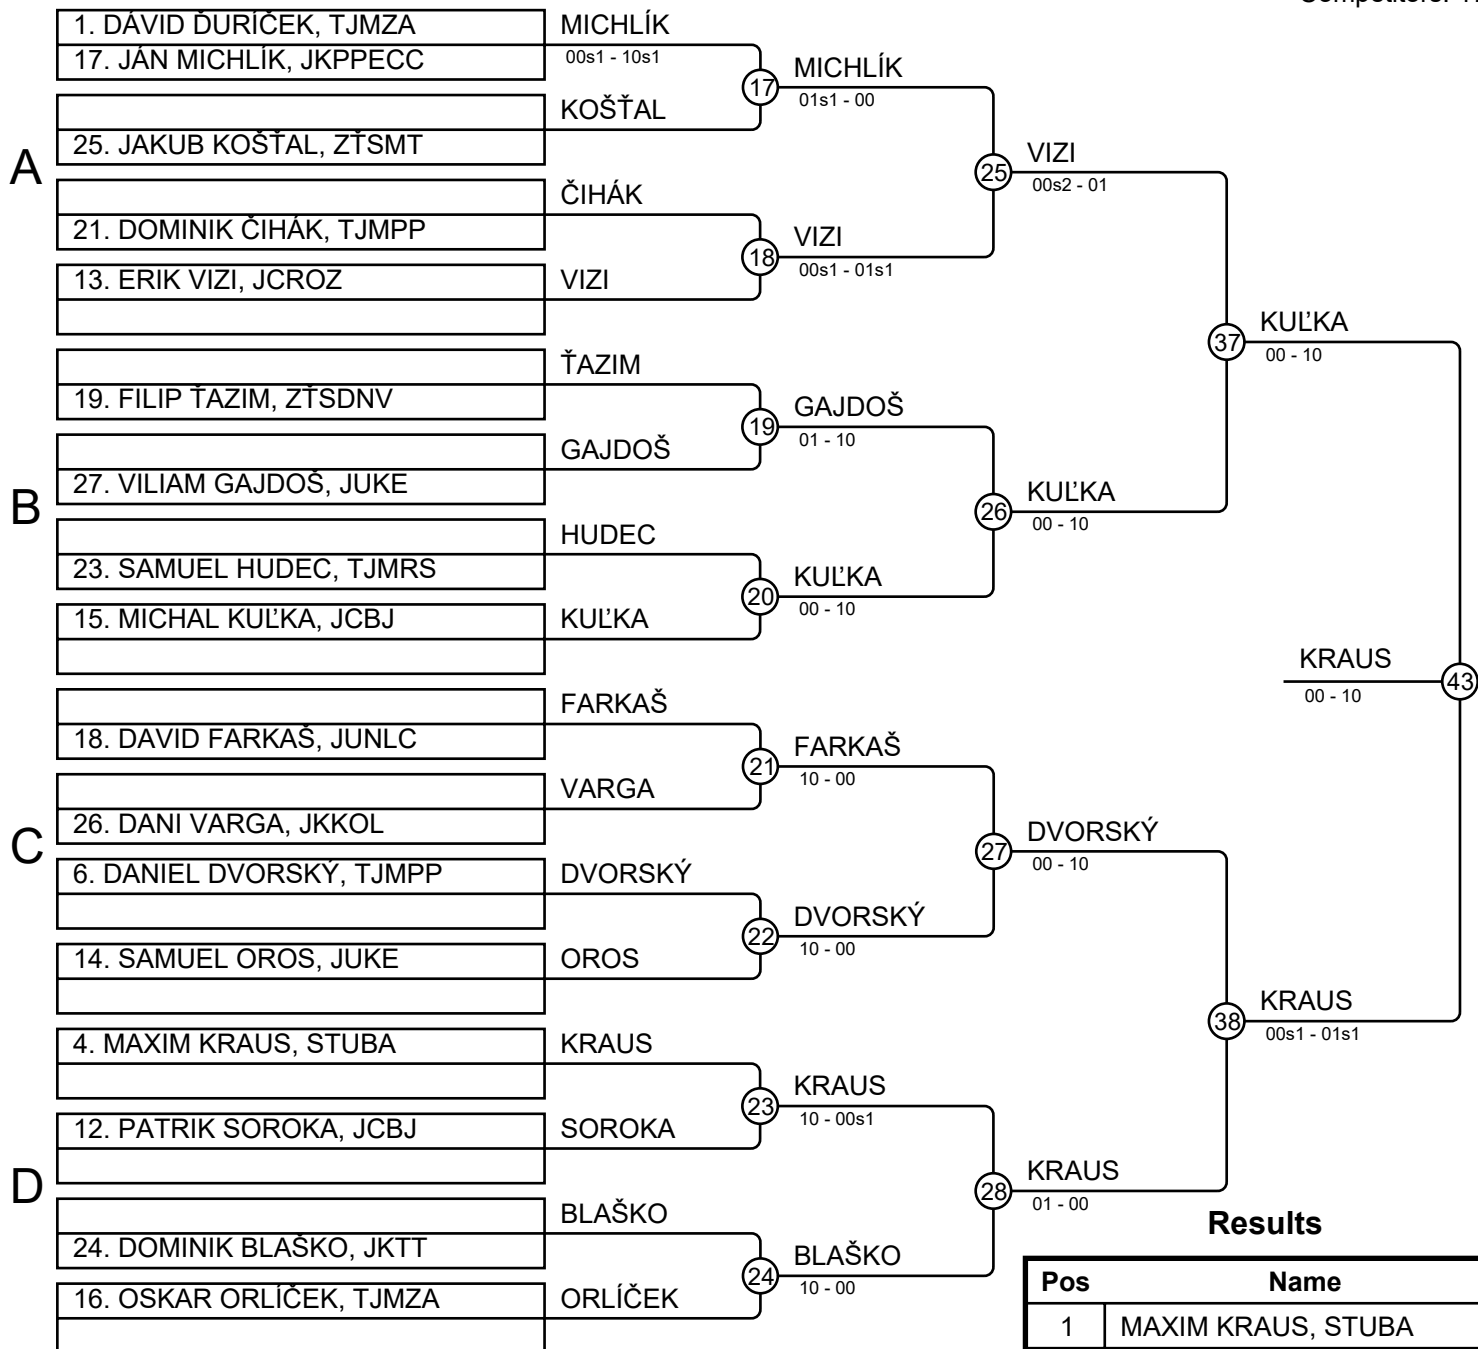 Competitors:
1. DÁVID ĎURÍČEK, TJMZA
17. JÁN MICHLÍK, JKPPECC
25. JAKUB KOŠŤAL, ZŤSMT
A
21. DOMINIK ČIHÁK, TJMPP
13. ERIK VIZI, JCROZ
19. FILIP ŤAZIM, ZŤSDNV
27. VILIAM GAJDOŠ, JUKE
B
23. SAMUEL HUDEC, TJMRS
15. MICHAL KUĽKA, JCBJ
18. DAVID FARKAŠ, JUNLC
26. DANI VARGA, JKKOL
C
6. DANIEL DVORSKÝ, TJMPP
14. SAMUEL OROS, JUKE
4. MAXIM KRAUS, STUBA
12. PATRIK SOROKA, JCBJ
D
24. DOMINIK BLAŠKO, JKTT
16. OSKAR ORLÍČEK, TJMZA
MICHLÍK
00s1 - 10s1
KOŠŤAL
ČIHÁK
VIZI
ŤAZIM
GAJDOŠ
HUDEC
KUĽKA
FARKAŠ
VARGA
DVORSKÝ
OROS
KRAUS
SOROKA
BLAŠKO
ORLÍČEK
17
MICHLÍK
01s1 - 00
18
VIZI
00s1 - 01s1
19
GAJDOŠ
01 - 10
20
KUĽKA
00 - 10
21
FARKAŠ
10 - 00
22
DVORSKÝ
10 - 00
23
KRAUS
10 - 00s1
24
BLAŠKO
10 - 00
25
VIZI
00s2 - 01
26
KUĽKA
00 - 10
27
DVORSKÝ
00 - 10
28
KRAUS
01 - 00
37
KUĽKA
00 - 10
38
KRAUS
00s1 - 01s1
KRAUS
00 - 10
43
Results
Pos Name
1 MAXIM KRAUS, STUBA